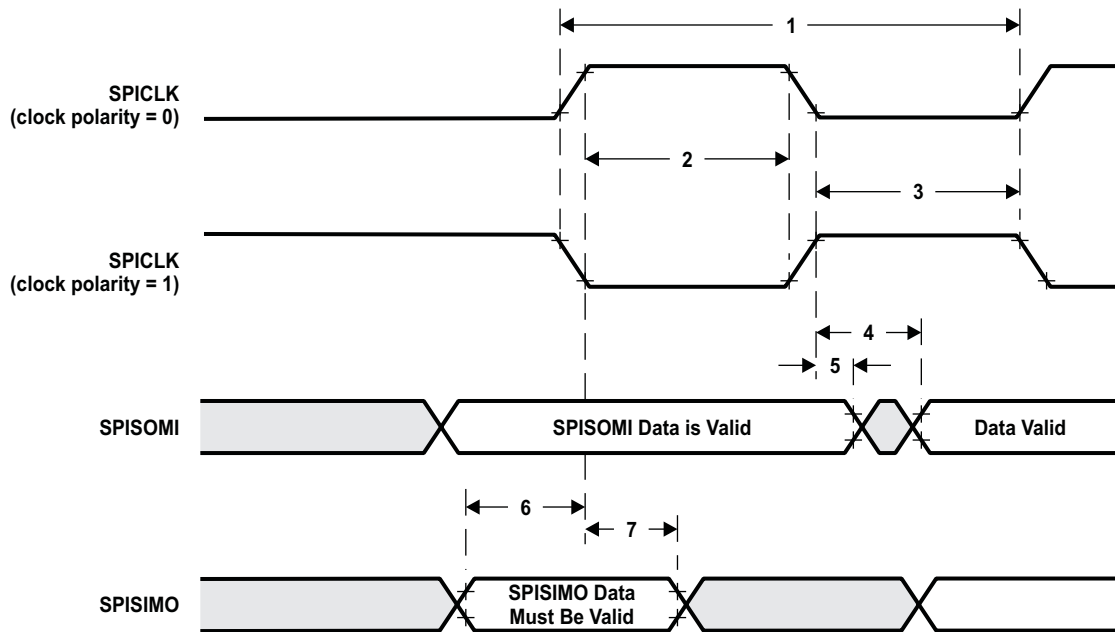 1
SPICLK
(clock polarity = 0)
2
3
SPICLK
(clock polarity = 1)
4
5
SPISOMI
SPISOMI Data is Valid
Data Valid
6
7
SPISIMO
SPISIMO Data
Must Be Valid